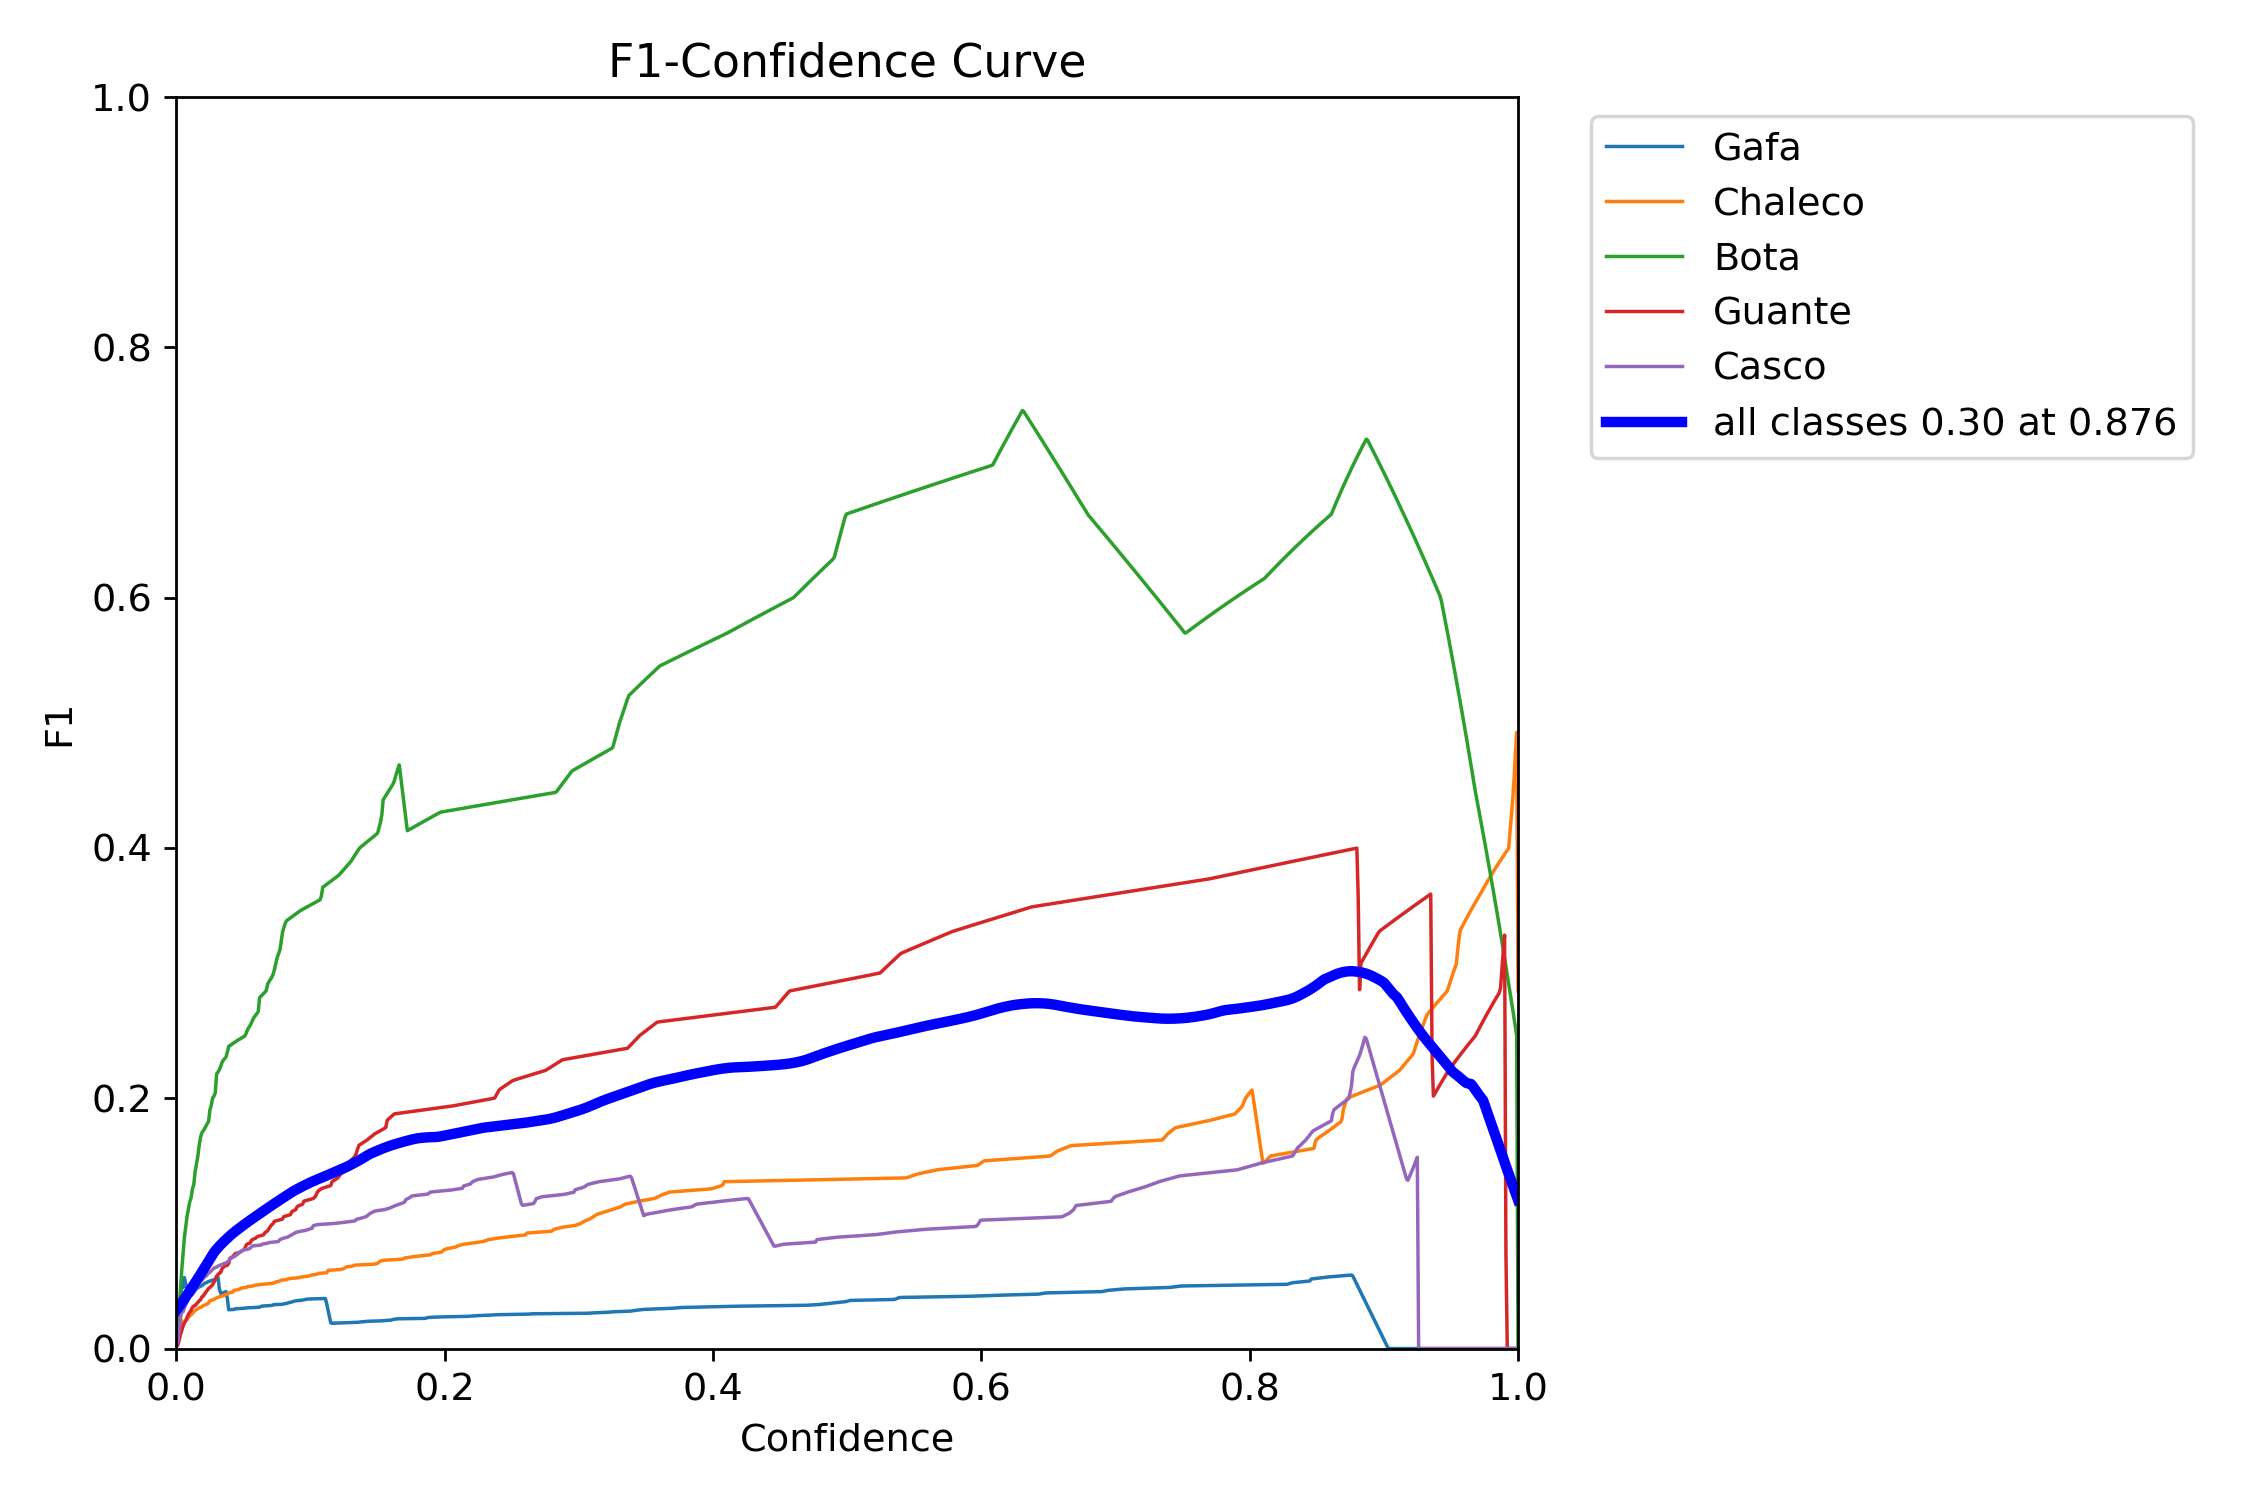 F1-Confidence Curve
1.0
0.8
0.6
0.4
0.2
0.0
F1
0.0 0.2 0.4 0.6 0.8 1.0
Confidence
Gafa
Chaleco
Bota
Guante
Casco
all classes 0.30 at 0.876